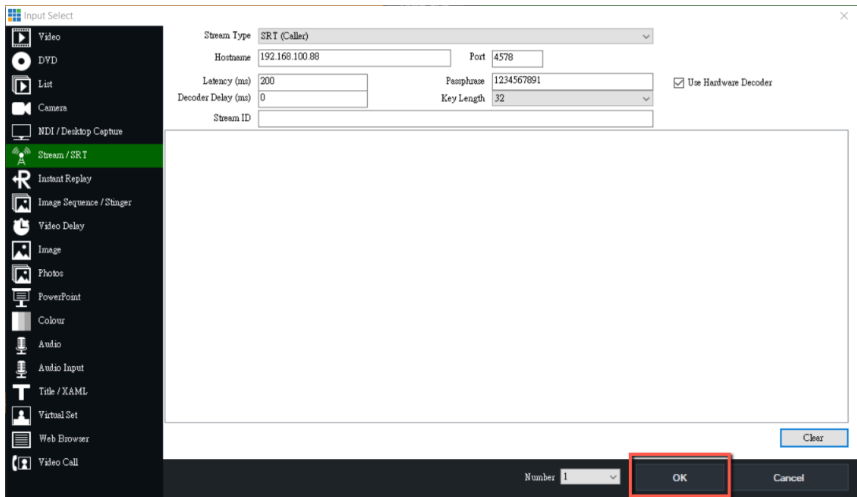 Input Select
Video
DVD
List
Camera
NDI / Desktop Capture
Stream / SRT
Instant Replay
Image Sequence / Stinger
Video Delay
Image
Photos
PowerPoint
Colour
Audio
Audio Input
Title / XAML
Virtual Set
Web Browser
Video Call
Stream Type SRT (Caller)
Hostname 192.168.100.88 Port 4578
Latency (ms) 200 Passphrase 1234567891 Use Hardware Decoder
Decoder Delay (ms) 0 Key Length 32
Stream ID
Clear
Number 1 OK Cancel